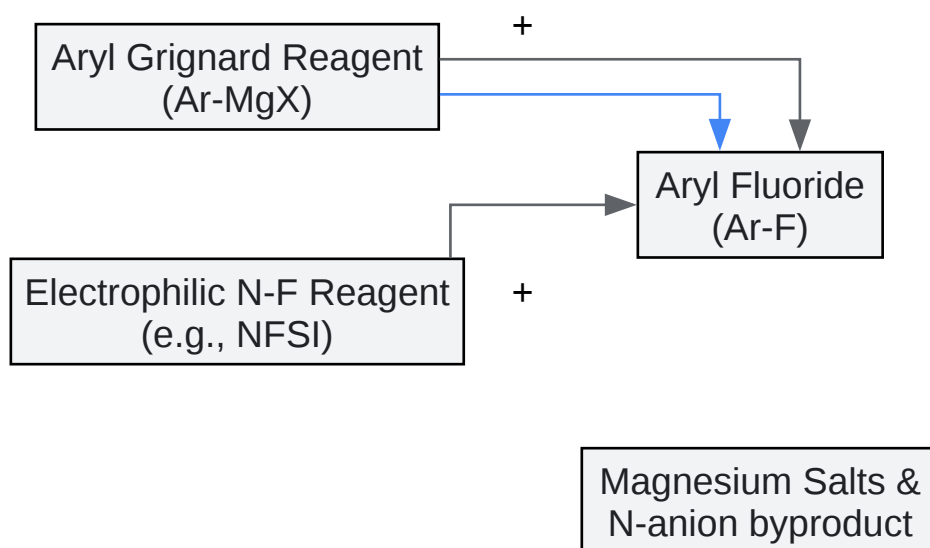 +
Aryl Grignard Reagent
(Ar-MgX)
Aryl Fluoride
(Ar-F)
Electrophilic N-F Reagent
(e.g., NFSI)
+
Magnesium Salts &
N-anion byproduct